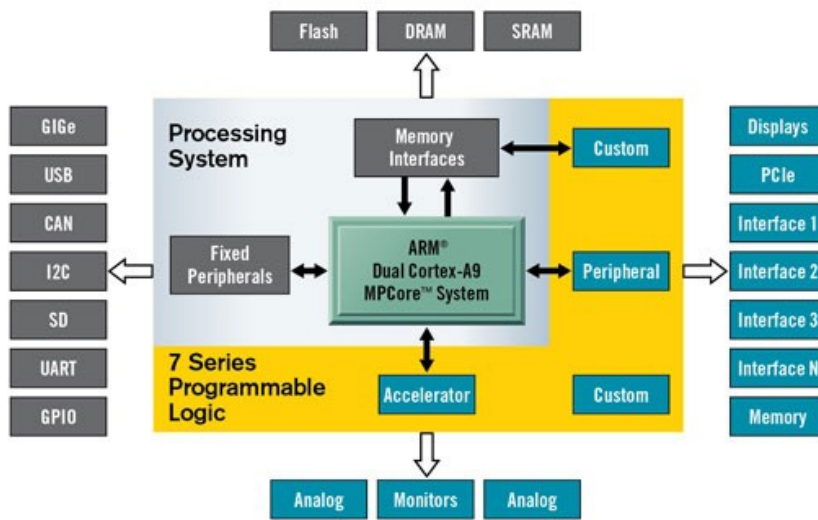 Flash
DRAM
SRAM
GIGe
USB
CAN
I2C
SD
UART
GPIO
Processing
System
Memory
Interfaces
Custom
Fixed
Peripherals
ARM®
Dual Cortex-A9
MPCore™ System
Peripheral
7 Series
Programmable
Logic
Accelerator
Custom
Displays
PCIe
Interface 1
Interface 2
Interface 3
Interface N
Memory
Analog
Monitors
Analog